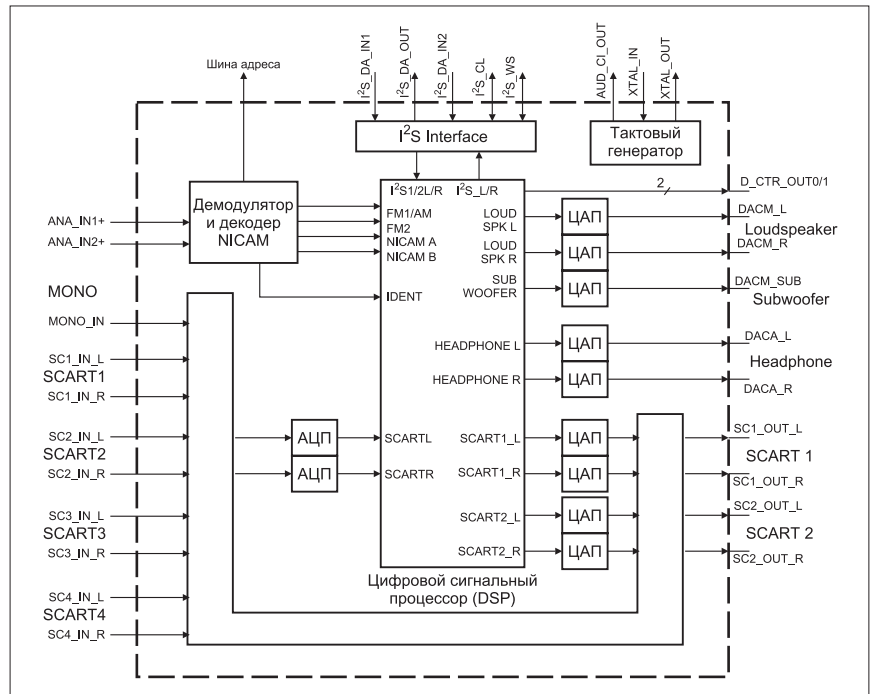 I²S_DA_IN1
I²S_DA_OUT
I²S_DA_IN2
I²S_CL
I²S_WS
AUD_CI_OUT
XTAL_IN
XTAL_OUT
Шина адреса
I²S Interface
Тактовый
генератор
I²S1/2L/R
I²S_L/R
2
D_CTR_OUT0/1
Демодулятор
и декодер
NICAM
ANA_IN1+
ANA_IN2+
FM1/AM
FM2
NICAM A
NICAM B
IDENT
LOUD
SPK L
ЦАП
DACM_L
Loudspeaker
LOUD
SPK R
ЦАП
DACM_R
SUB
WOOFER
ЦАП
DACM_SUB
Subwoofer
MONO
MONO_IN
HEADPHONE L
ЦАП
DACA_L
Headphone
HEADPHONE R
ЦАП
DACA_R
SC1_IN_L
SCART1
SC1_IN_R
SC2_IN_L
SCART2
SC2_IN_R
АЦП
SCARTL
АЦП
SCARTR
SCART1_L
ЦАП
SC1_OUT_L
SCART 1
SCART1_R
ЦАП
SC1_OUT_R
SC3_IN_L
SCART3
SC3_IN_R
SCART2_L
ЦАП
SC2_OUT_L
SCART 2
SCART2_R
ЦАП
SC2_OUT_R
Цифровой сигнальный
процессор (DSP)
SC4_IN_L
SCART4
SC4_IN_R